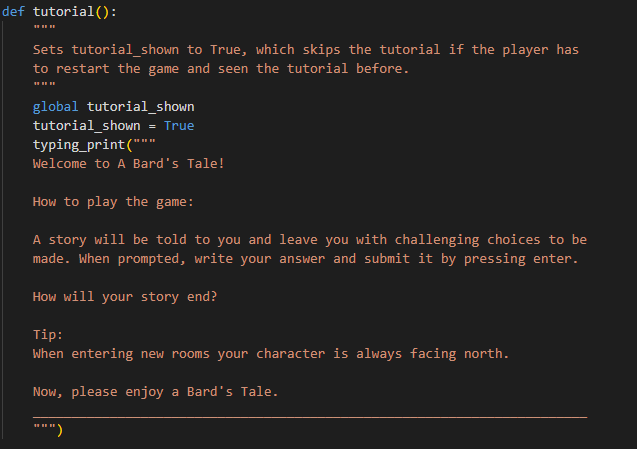 def tutorial():
    """
    Sets tutorial_shown to True, which skips the tutorial if the player has
    to restart the game and seen the tutorial before.
    """
    global tutorial_shown
    tutorial_shown = True
    typing_print("""
    Welcome to A Bard's Tale!

    How to play the game:

    A story will be told to you and leave you with challenging choices to be
    made. When prompted, write your answer and submit it by pressing enter.

    How will your story end?

    Tip:
    When entering new rooms your character is always facing north.

    Now, please enjoy a Bard's Tale.
    ________________________________________________________________________
    """)